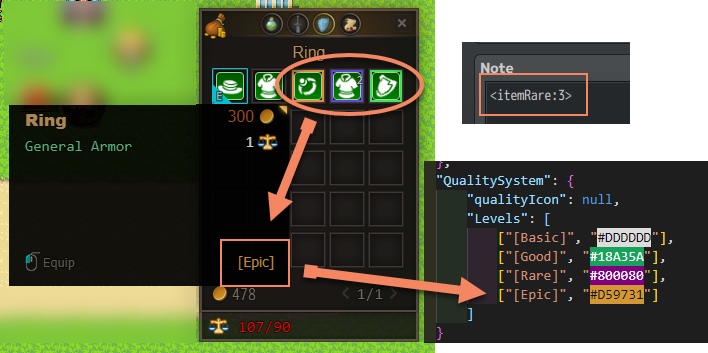 Ring
E
2
Ring
General Armor
300
1
Equip
[Epic]
478
1/1
107/90
Note
<itemRare:3>
},
"QualitySystem": {
"qualityIcon": null,
"Levels": [
["[Basic]", "#DDDDDD"],
["[Good]", "#18A35A"],
["[Rare]", "#800080"],
["[Epic]", "#D59731"]
]
}